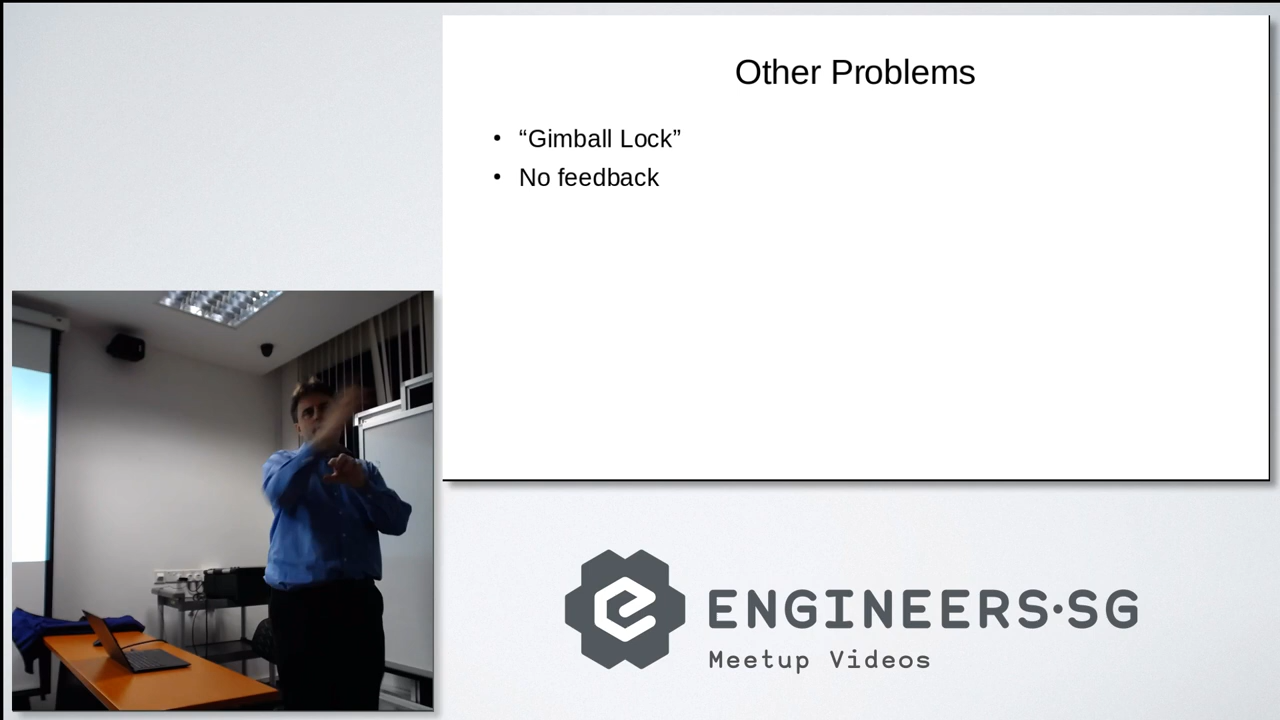 Other Problems
• “Gimball Lock”
• No feedback
ENGINEERS·SG
Meetup Videos